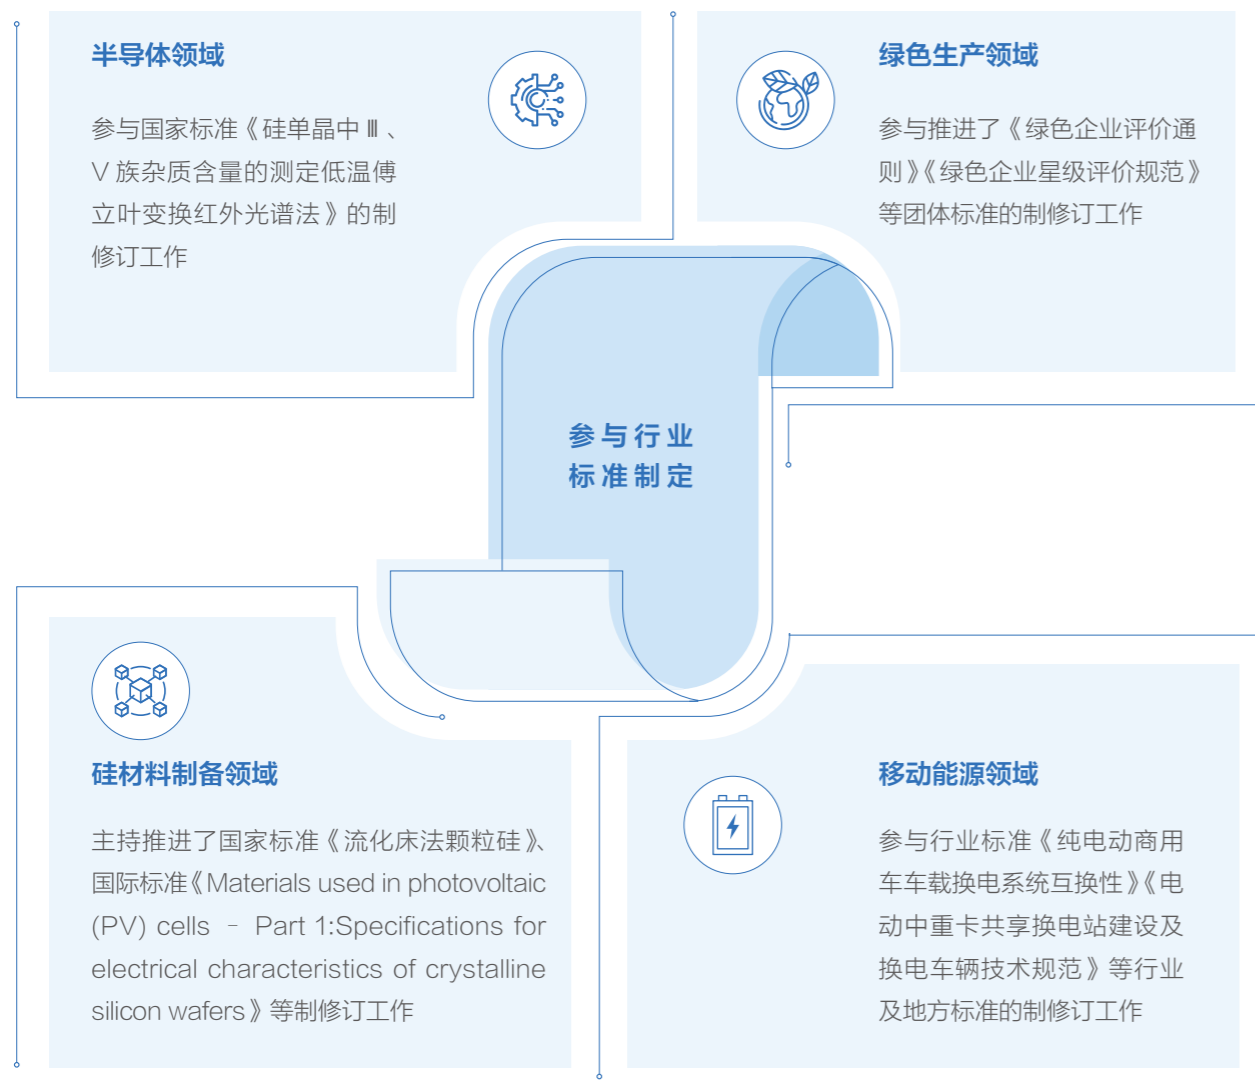 半导体领域
参与国家标准《硅单晶中Ⅲ、
V族杂质含量的测定低温傅
立叶变换红外光谱法》的制
修订工作
绿色生产领域
参与推进了《绿色企业评价通
则》《绿色企业星级评价规范》
等团体标准的制修订工作
参与行业
标准制定
硅材料制备领域
主持推进了国家标准《流化床法颗粒硅》、
国际标准《Materials used in photovoltaic
(PV) cells – Part 1:Specifications for
electrical characteristics of crystalline
silicon wafers》等制修订工作
移动能源领域
参与行业标准《纯电动商用
车车载换电系统互换性》《电
动中重卡共享换电站建设及
换电车辆技术规范》等行业
及地方标准的制修订工作